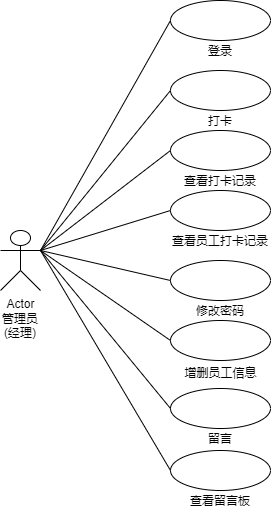 登录
打卡
查看打卡记录
查看员工打卡记录
Actor
管理员
(经理)
修改密码
增删员工信息
留言
查看留言板